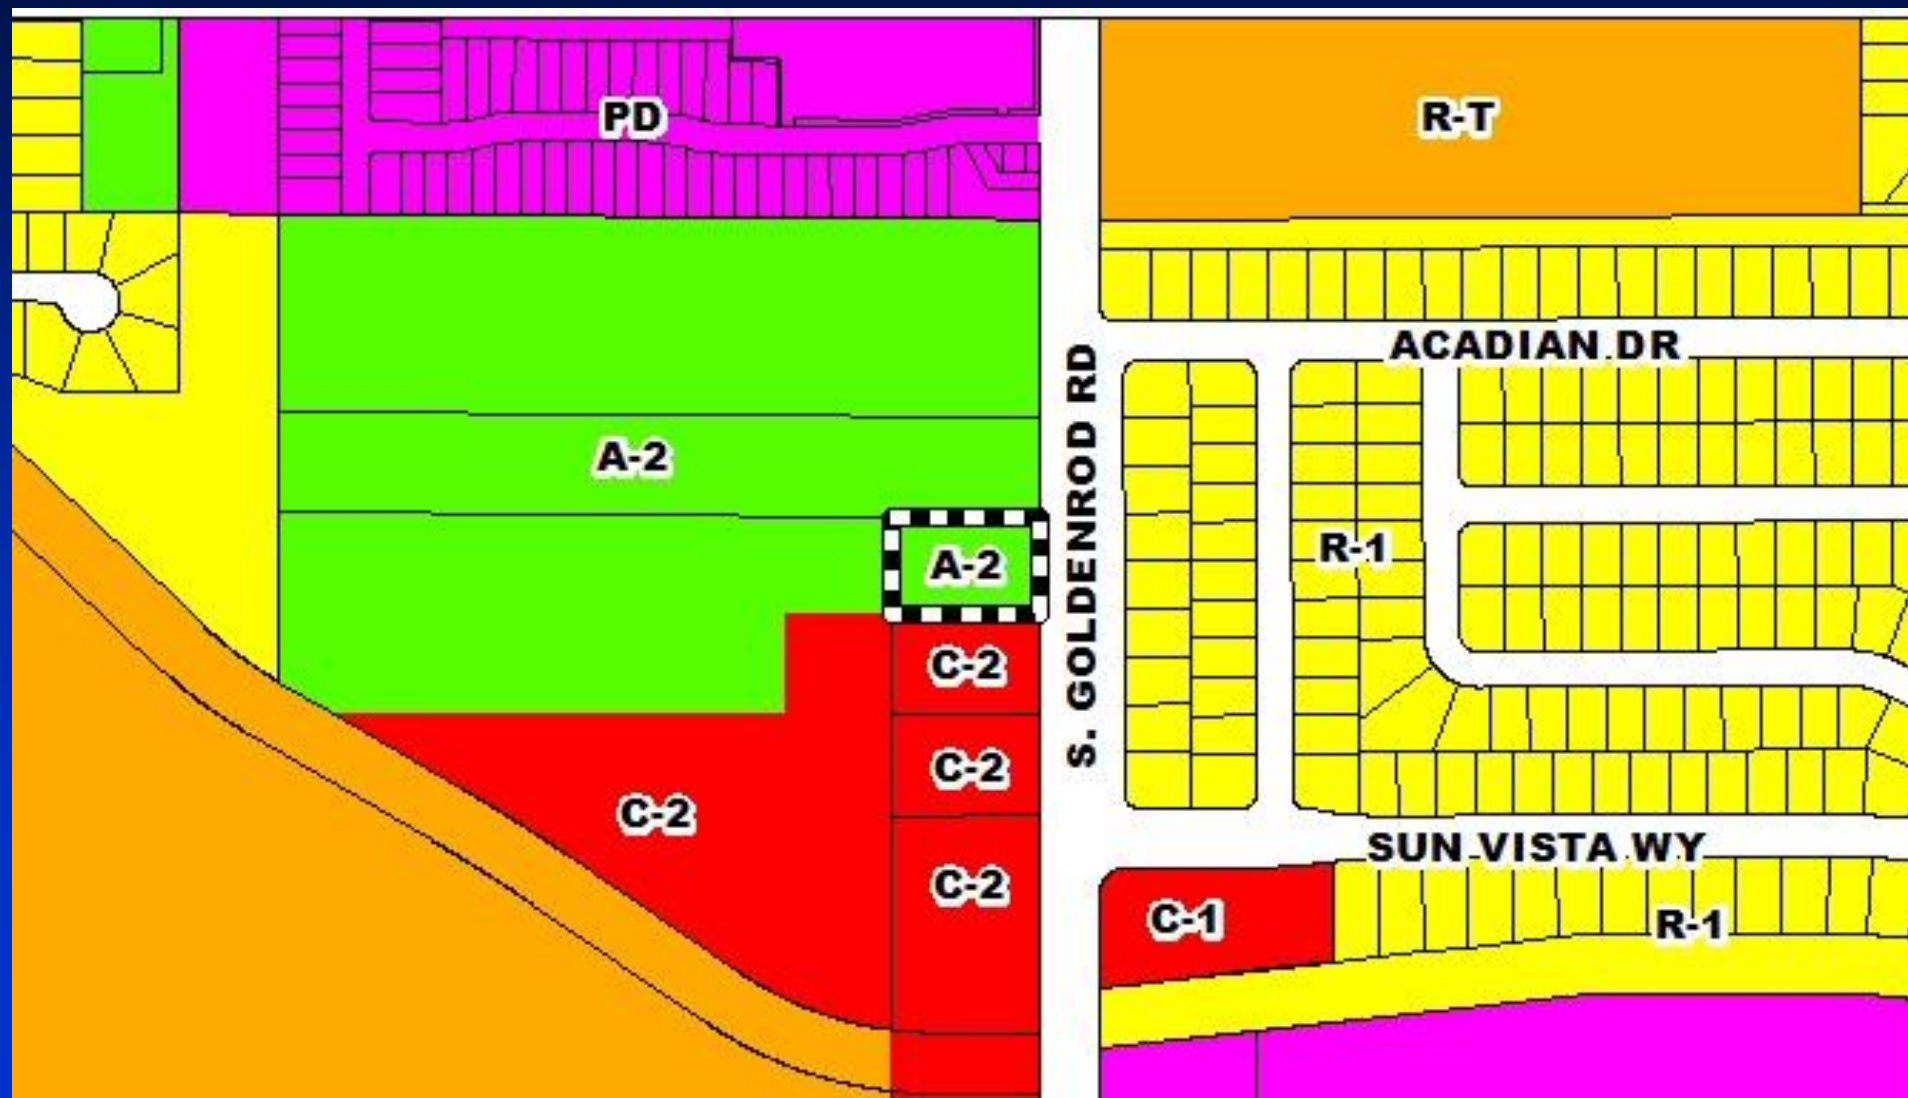 PD
R-T
ACADIAN DR
S. GOLDENROD RD
A-2
R-1
A-2
C-2
C-2
C-2
SUN VISTA WY
C-2
C-1
R-1